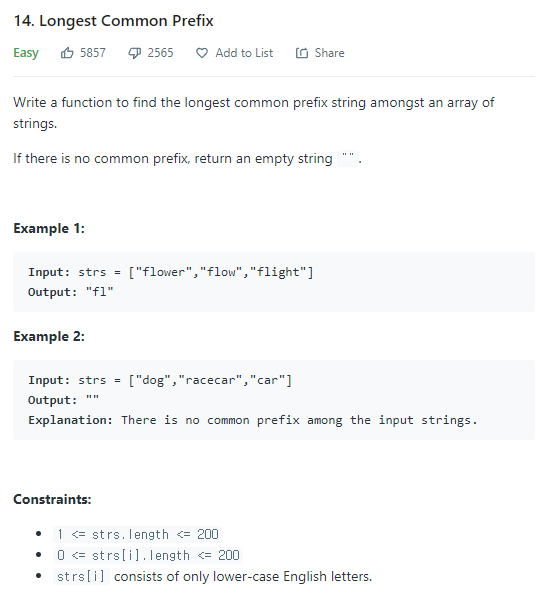 14. Longest Common Prefix
Easy 5857 2565 Add to List Share
Write a function to find the longest common prefix string amongst an array of
strings.
If there is no common prefix, return an empty string "".
Example 1:
Input: strs = ["flower","flow","flight"]
Output: "fl"
Example 2:
Input: strs = ["dog","racecar","car"]
Output: ""
Explanation: There is no common prefix among the input strings.
Constraints:
• 1 <= strs.length <= 200
• 0 <= strs[i].length <= 200
• strs[i] consists of only lower-case English letters.